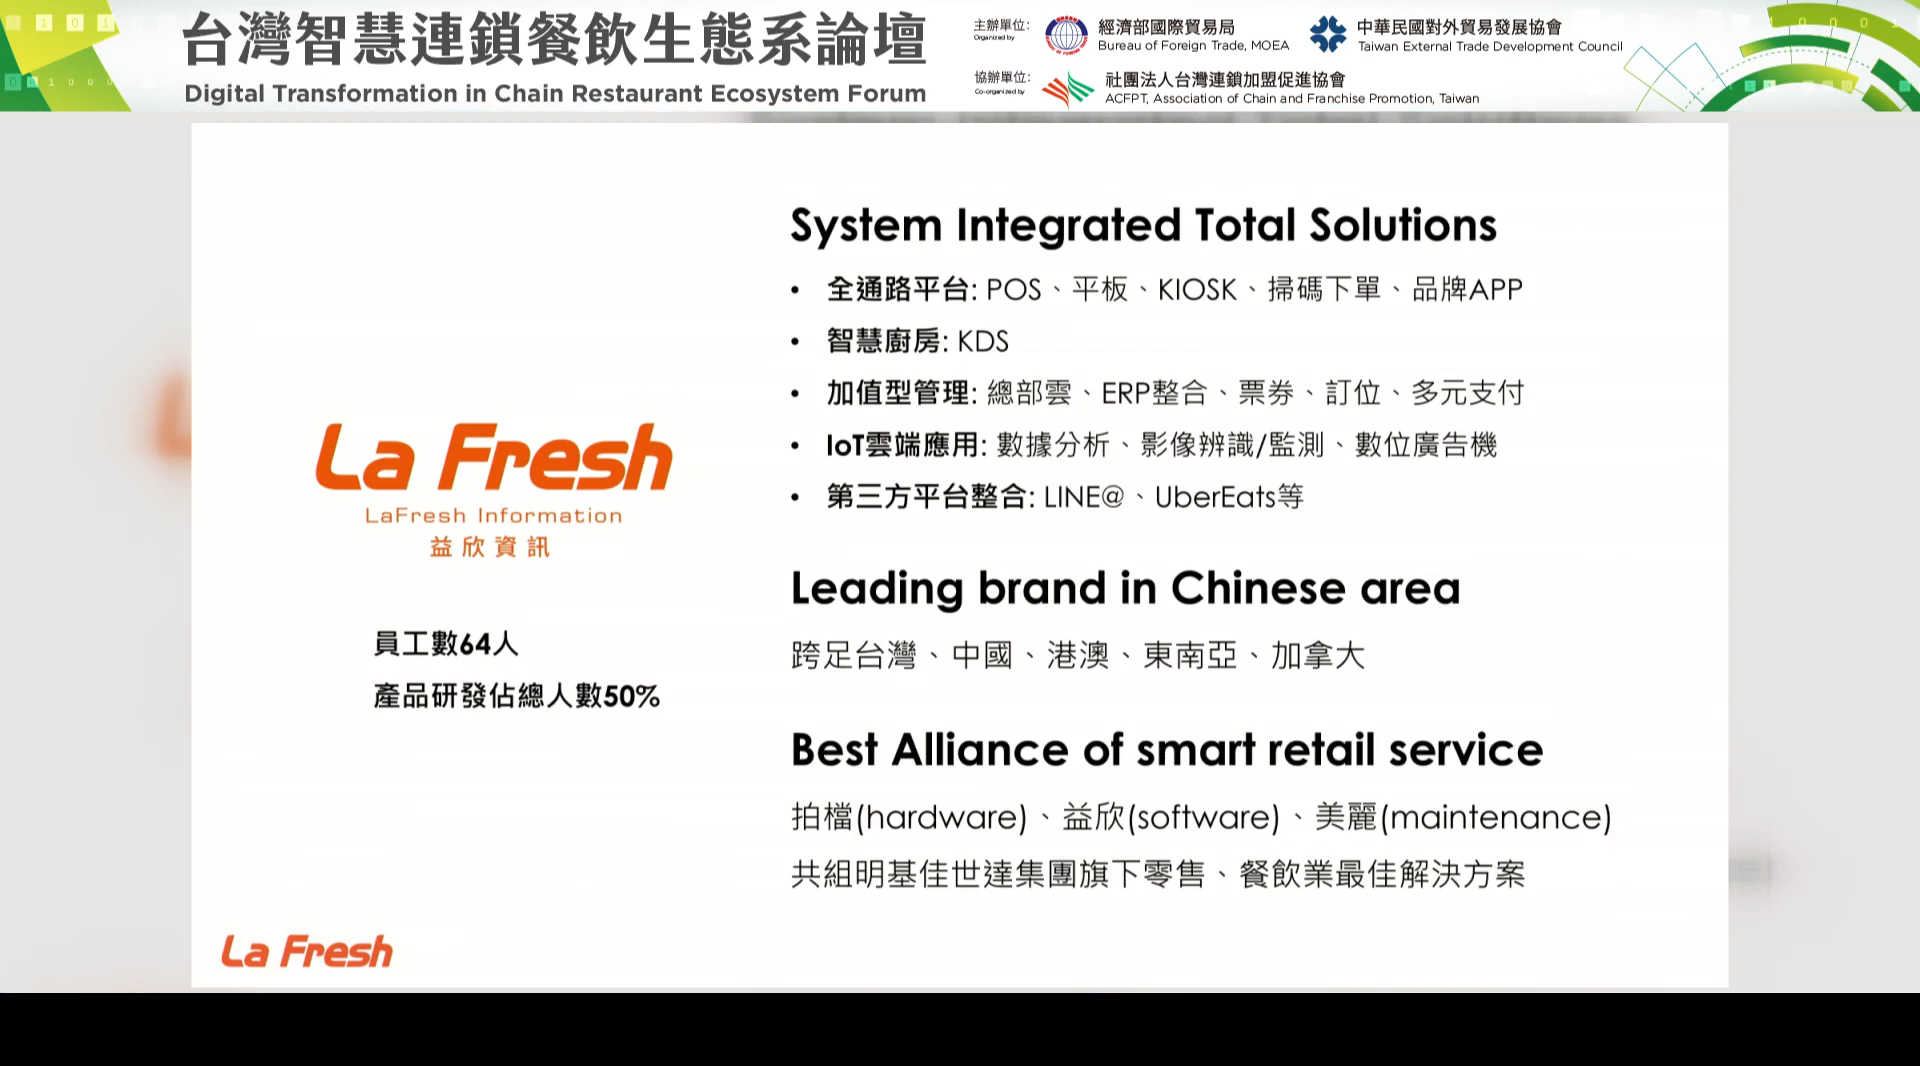 台灣智慧連鎖餐飲生態系論壇
Digital Transformation in Chain Restaurant Ecosystem Forum
主辦單位:
Organized by
經濟部國際貿易局
Bureau of Foreign Trade, MOEA
中華民國對外貿易發展協會
Taiwan External Trade Development Council
協辦單位:
Co-organized by
社團法人台灣連鎖加盟促進協會
ACFPT, Association of Chain and Franchise Promotion, Taiwan
La Fresh
LaFresh Information
益欣資訊
員工數64人
產品研發佔總人數50%
System Integrated Total Solutions
• 全通路平台: POS、平板、KIOSK、掃碼下單、品牌APP
• 智慧廚房: KDS
• 加值型管理: 總部雲、ERP整合、票券、訂位、多元支付
• IoT雲端應用: 數據分析、影像辨識/監測、數位廣告機
• 第三方平台整合: LINE@、UberEats等
Leading brand in Chinese area
跨足台灣、中國、港澳、東南亞、加拿大
Best Alliance of smart retail service
拍檔(hardware)、益欣(software)、美麗(maintenance)
共組明基佳世達集團旗下零售、餐飲業最佳解決方案
La Fresh